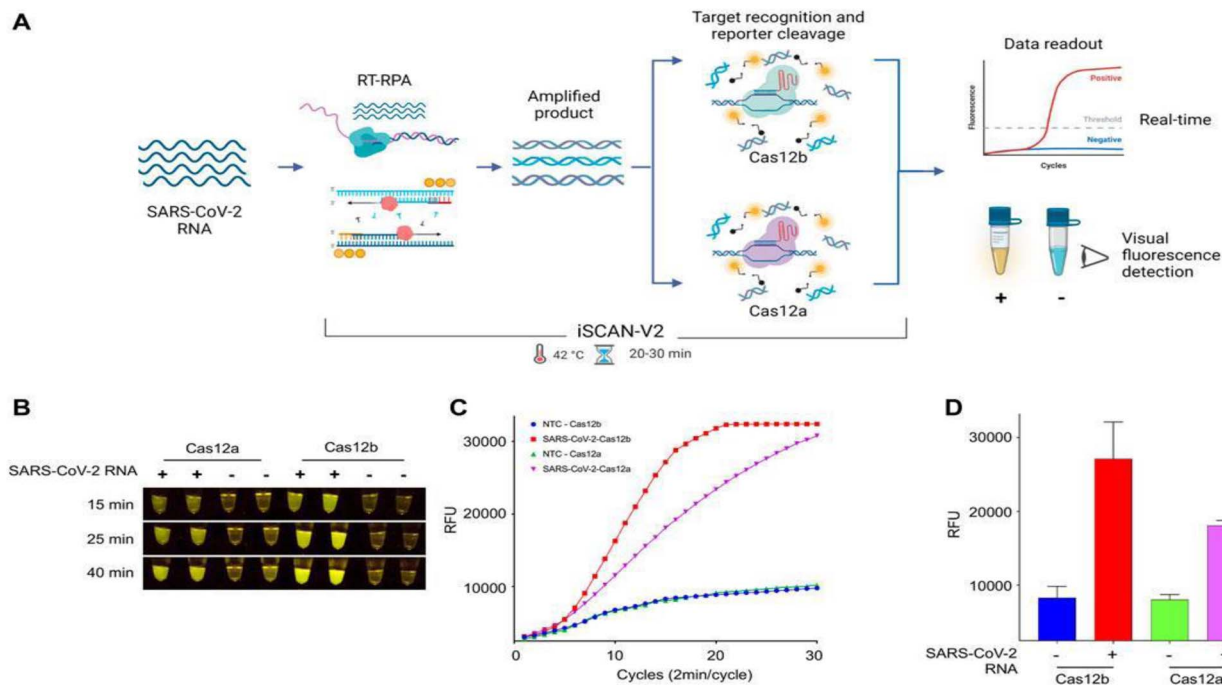 A
Target recognition and
reporter cleavage
Data readout
RT-RPA
Amplified
product
SARS-CoV-2
RNA
Cas12b
Cas12a
Fluorescence
Positive
Threshold
Negative
Cycles
Real-time
Visual
fluorescence
detection
+ -
iSCAN-V2
42 °C 20-30 min
B
Cas12a Cas12b
SARS-CoV-2 RNA + + - - + + - -
15 min
25 min
40 min
C
NTC - Cas12b
SARS-CoV-2-Cas12b
NTC - Cas12a
SARS-CoV-2-Cas12a
RFU
30000
20000
10000
0 10 20 30
Cycles (2min/cycle)
D
RFU
30000
20000
10000
0
SARS-CoV-2
RNA
- + -
Cas12b Cas12a